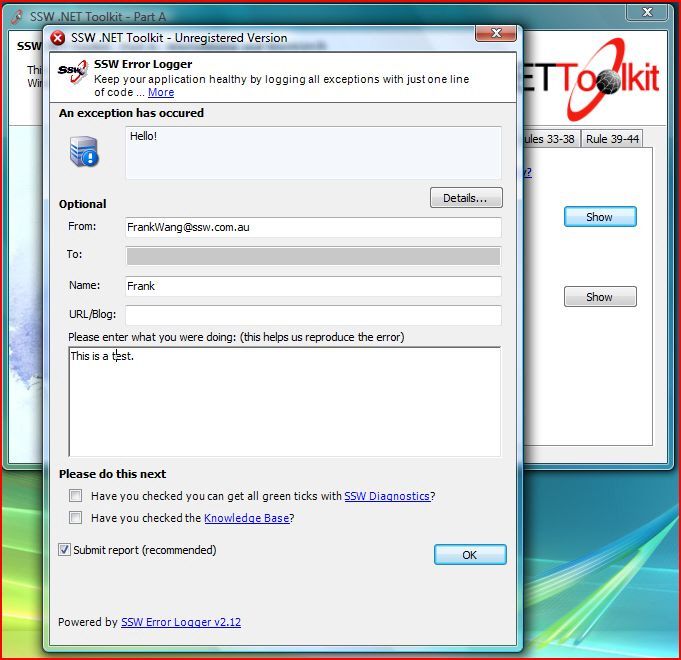 SSW .NET Toolkit - Part A
SSW .NET Toolkit - Unregistered Version
SSW
Thi
Win
SSW
SSW Error Logger
Keep your application healthy by logging all exceptions with just one line
of code ... More
ET Toolkit
An exception has occured
Hello!
ules 33-38
Rule 39-44
y?
Details...
Show
Optional
From:
FrankWang@ssw.com.au
To:
Name:
Frank
Show
URL/Blog:
Please enter what you were doing: (this helps us reproduce the error)
This is a test.
Please do this next
Have you checked you can get all green ticks with SSW Diagnostics?
Have you checked the Knowledge Base?
Submit report (recommended)
OK
Powered by SSW Error Logger v2.12